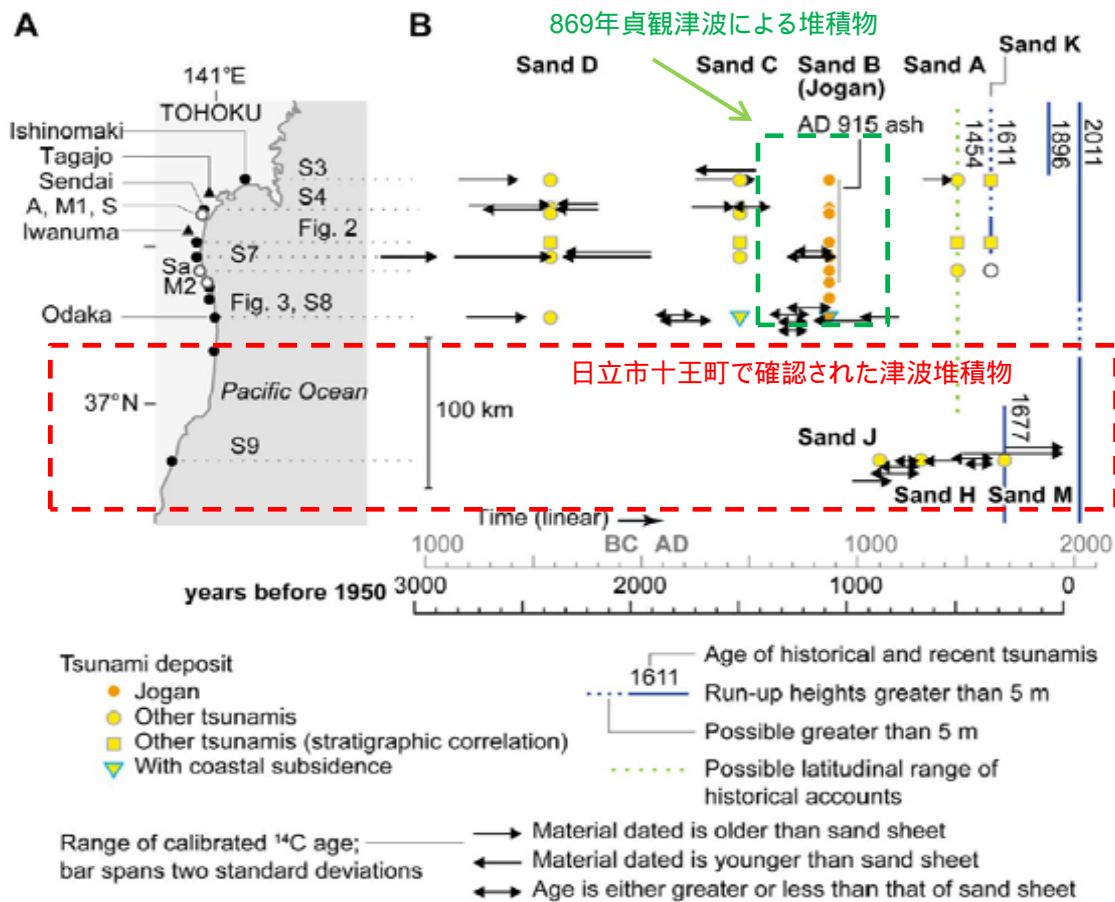 A
B
869年貞観津波による堆積物
141°E
TOHOKU
Ishinomaki
Tagajo
Sendai
A, M1, S
Iwanuma
Sa
M2
Odaka
37°N
S3
S4
Fig. 2
S7
Fig. 3, S8
Pacific Ocean
S9
100 km
Sand D
Sand C
Sand B
(Jogan)
AD 915 ash
Sand A
Sand K
1454
1611
1896
2011
日立市十王町で確認された津波堆積物
1677
Sand J
Sand H
Sand M
Time (linear)
1000
BC
AD
1000
2000
years before 1950
3000
2000
1000
0
Tsunami deposit
Jogan
Other tsunamis
Other tsunamis (stratigraphic correlation)
With coastal subsidence
1611
Age of historical and recent tsunamis
Run-up heights greater than 5 m
Possible greater than 5 m
Possible latitudinal range of
historical accounts
Range of calibrated ¹⁴C age;
bar spans two standard deviations
Material dated is older than sand sheet
Material dated is younger than sand sheet
Age is either greater or less than that of sand sheet